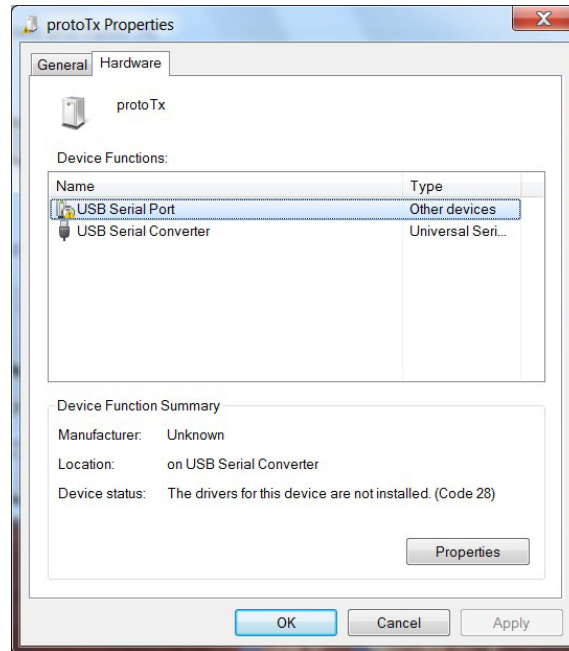 protoTx Properties
General Hardware
protoTx
Device Functions:
Name Type
USB Serial Port Other devices
USB Serial Converter Universal Seri...
Device Function Summary
Manufacturer: Unknown
Location: on USB Serial Converter
Device status: The drivers for this device are not installed. (Code 28)
Properties
OK Cancel Apply